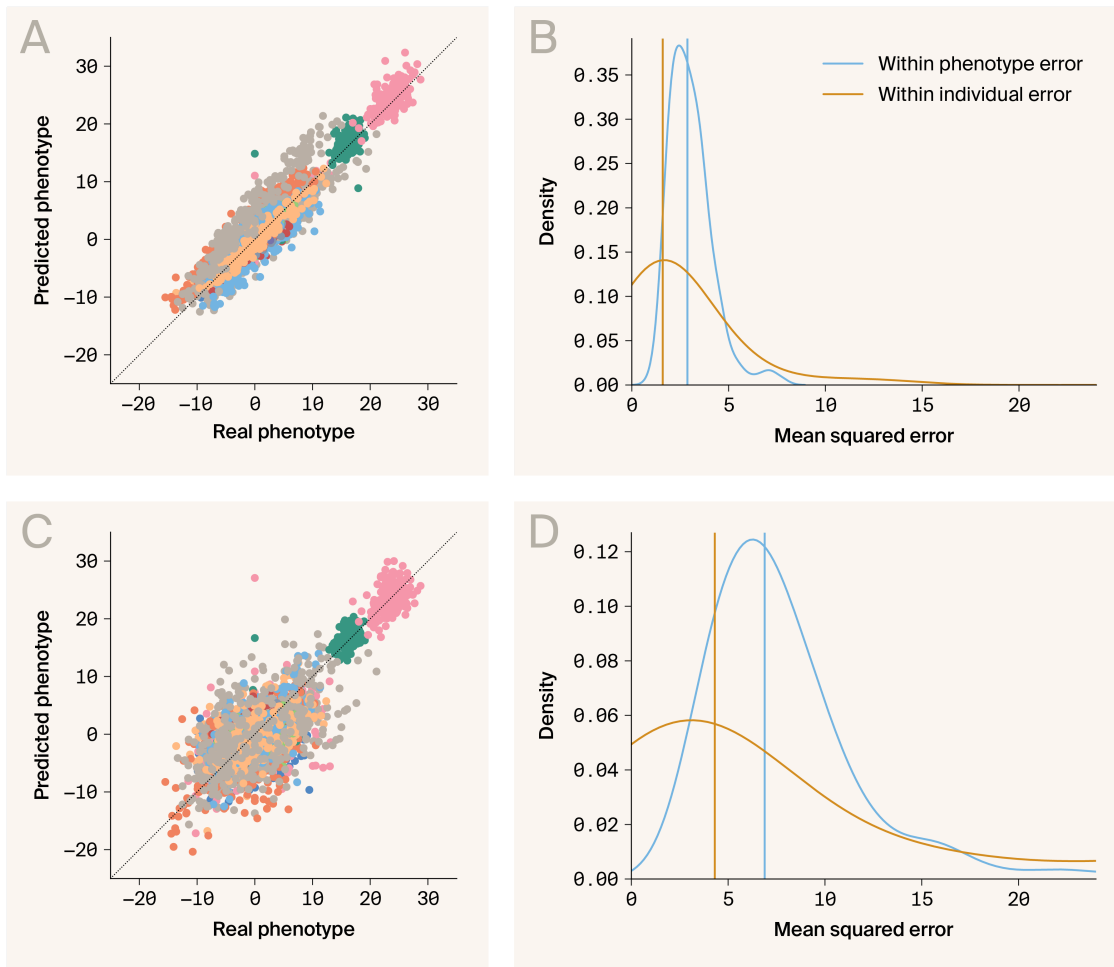 A
Predicted phenotype
30
20
10
0
−10
−20
−20 −10 0 10 20 30
Real phenotype
B
Within phenotype error
Within individual error
Density
0.35
0.30
0.25
0.20
0.15
0.10
0.05
0.00
0 5 10 15 20
Mean squared error
C
Predicted phenotype
30
20
10
0
−10
−20
−20 −10 0 10 20 30
Real phenotype
D
Density
0.12
0.10
0.08
0.06
0.04
0.02
0.00
0 5 10 15 20
Mean squared error